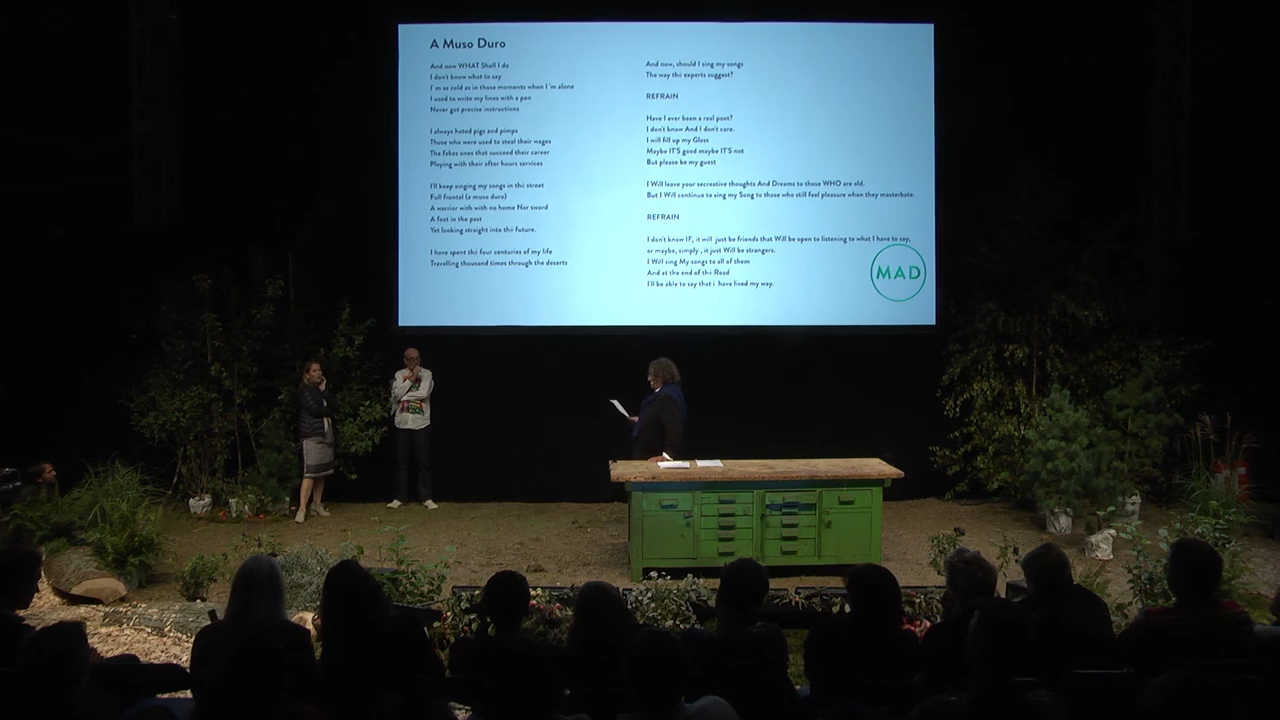 A Muso Duro
And now WHAT Shall I do
I don't know what to say
I' m as cold as in those moments when I 'm alone
I used to write my lines with a pen
Never got precise instructions
I always hated pigs and pimps
Those who were used to steal their wages
The fakes ones that succeed their career
Playing with their after hours services
I'll keep singing my songs in thi street
Full frontal (a muso duro)
A warrior with with no home Nor sword
A foot in the past
Yet looking straight into thi future.
I have spent thi four centuries of my life
Travelling thousand times through the deserts
And now, should I sing my songs
The way thi experts suggest?
REFRAIN
Have I ever been a real poet?
I don't know And I don't care.
I will fill up my Glass
Maybe IT'S good maybe IT'S not
But please be my guest
I Will leave your secreative thoughts And Dreams to those WHO are old.
But I Will continue to sing my Song to those who still feel pleasure when they masterbate.
REFRAIN
I don't know IF, it will just be friends that Will be open to listening to what I have to say,
or maybe, simply , it just Will be strangers.
I Will sing My songs to all of them
And at the end of thi Road
I'll be able to say that i have lived my way.
MAD